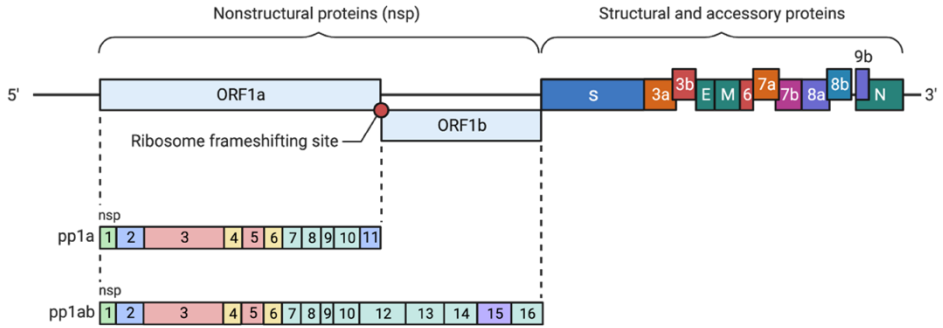 Nonstructural proteins (nsp) Structural and accessory proteins
9b
5' ORF1a S 3a 3b E M 6 7a 7b 8a 8b N 3'
ORF1b
Ribosome frameshifting site
nsp
pp1a 1 2 3 4 5 6 7 8 9 10 11
nsp
pp1ab 1 2 3 4 5 6 7 8 9 10 12 13 14 15 16